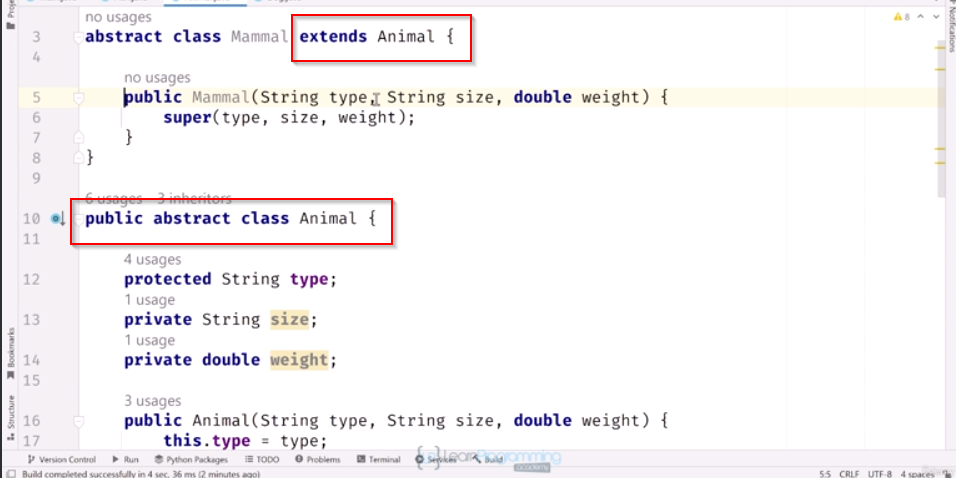 no usages
3 abstract class Mammal extends Animal {
4
no usages
5 public Mammal(String type, String size, double weight) {
6 super(type, size, weight);
7 }
8 }
9
6 usages 3 inheritors
10 public abstract class Animal {
11
4 usages
12 protected String type;
1 usage
13 private String size;
1 usage
14 private double weight;
15
3 usages
16 public Animal(String type, String size, double weight) {
17 this.type = type;
8
Notifications
Bookmarks
Structure
Version Control Run Python Packages TODO Problems Terminal Services Build
LearnProgramming
academy
Build completed successfully in 4 sec, 36 ms (2 minutes ago) 5:5 CRLF UTF-8 4 spaces